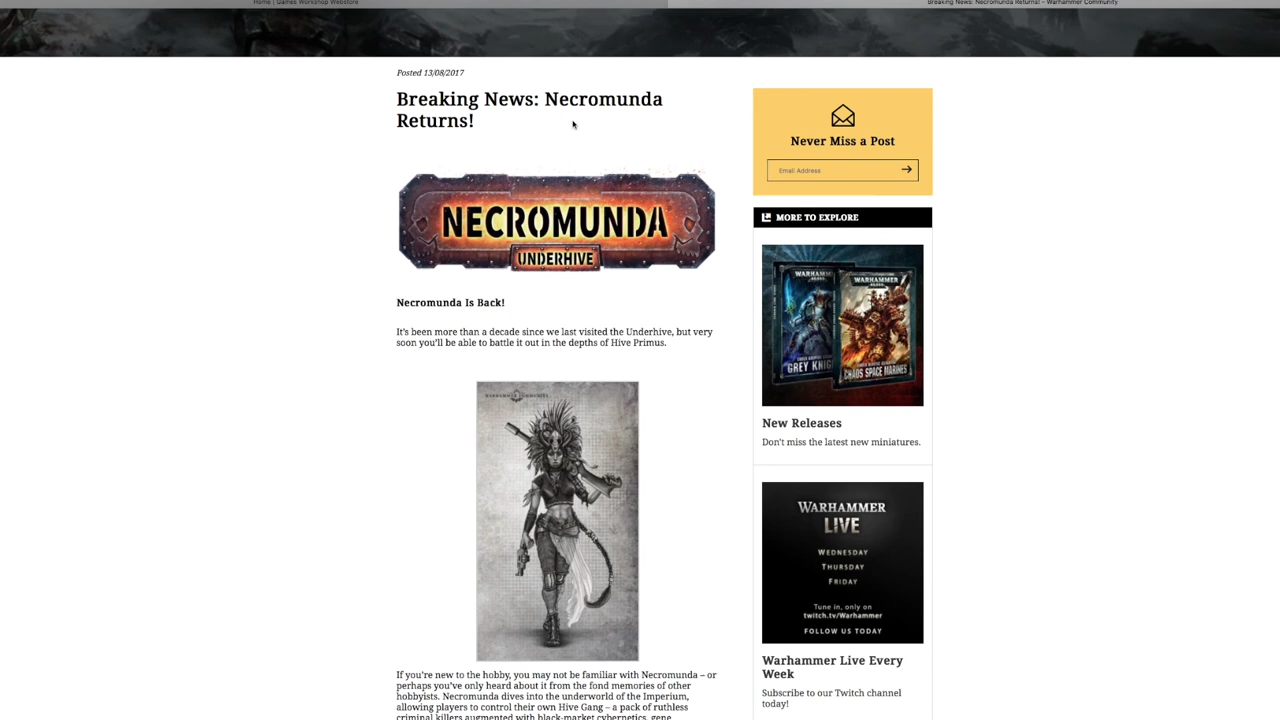 Home | Games Workshop Webstore
Breaking News: Necromunda Returns! – Warhammer Community
Posted 13/08/2017
Breaking News: Necromunda
Returns!
NECROMUNDA
UNDERHIVE
Necromunda Is Back!
It's been more than a decade since we last visited the Underhive, but very
soon you'll be able to battle it out in the depths of Hive Primus.
WARHAMMER COMMUNITY
If you're new to the hobby, you may not be familiar with Necromunda – or
perhaps you've only heard about it from the fond memories of other
hobbyists. Necromunda dives into the underworld of the Imperium,
allowing players to control their own Hive Gang – a pack of ruthless
criminal killers augmented with black-market cybernetics, gene
Never Miss a Post
Email Address
MORE TO EXPLORE
WARHAMM
GREY KNIG
WARHAMMER
CHAOS SPACE MARINES
New Releases
Don't miss the latest new miniatures.
WARHAMMER
LIVE
WEDNESDAY
THURSDAY
FRIDAY
Tune in, only on
twitch.tv/Warhammer
FOLLOW US TODAY
Warhammer Live Every
Week
Subscribe to our Twitch channel
today!